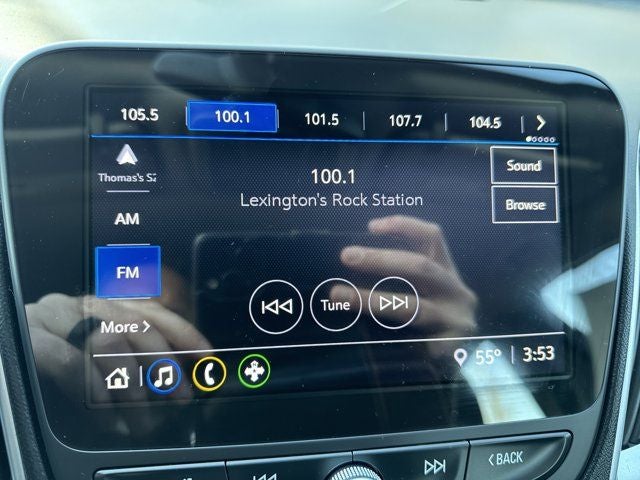 105.5 100.1 101.5 107.7 104.5
Thomas's S2
AM
FM
More
100.1
Lexington's Rock Station
Sound
Browse
Tune
55° 3:53
BACK